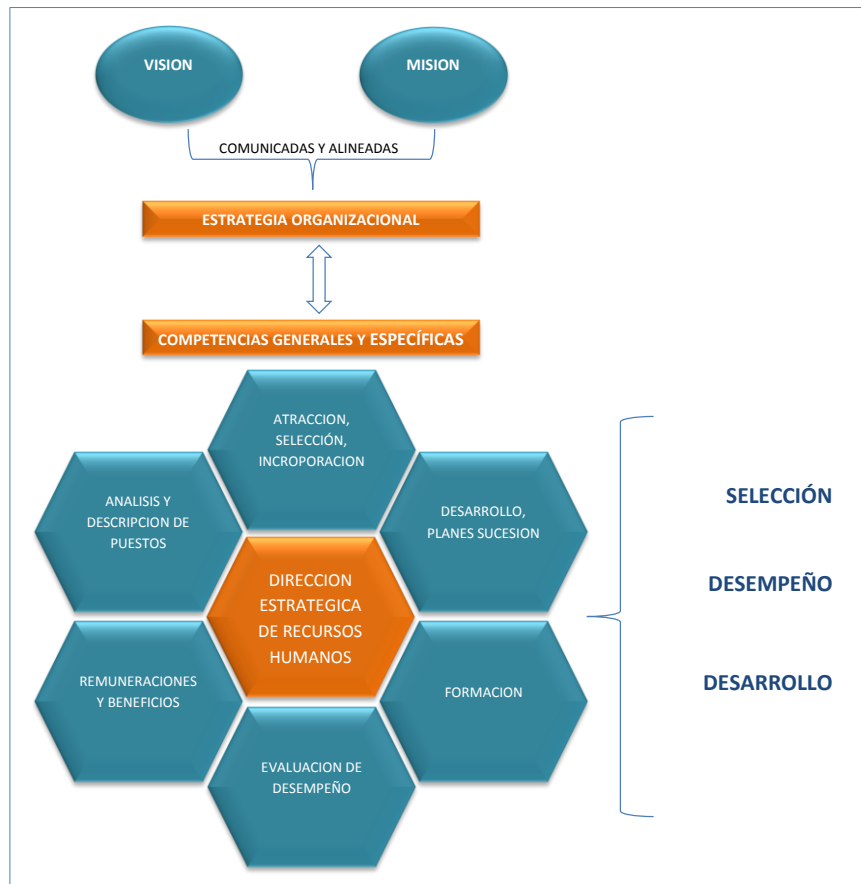 VISION
MISION
COMUNICADAS Y ALINEADAS
ESTRATEGIA ORGANIZACIONAL
COMPETENCIAS GENERALES Y ESPECÍFICAS
ATRACCION,
SELECCIÓN,
INCROPORACION
ANALISIS Y
DESCRIPCION DE
PUESTOS
DESARROLLO,
PLANES SUCESION
DIRECCION
ESTRATEGICA
DE RECURSOS
HUMANOS
REMUNERACIONES
Y BENEFICIOS
FORMACION
EVALUACION DE
DESEMPEÑO
SELECCIÓN
DESEMPEÑO
DESARROLLO